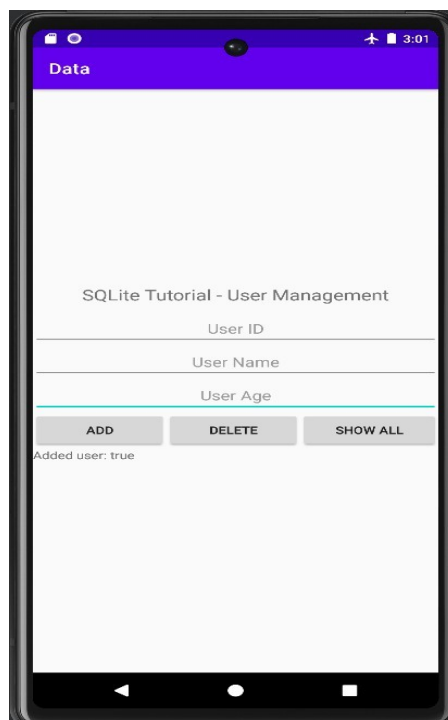 3:01
Data
SQLite Tutorial - User Management
User ID
User Name
User Age
ADD DELETE SHOW ALL
Added user: true